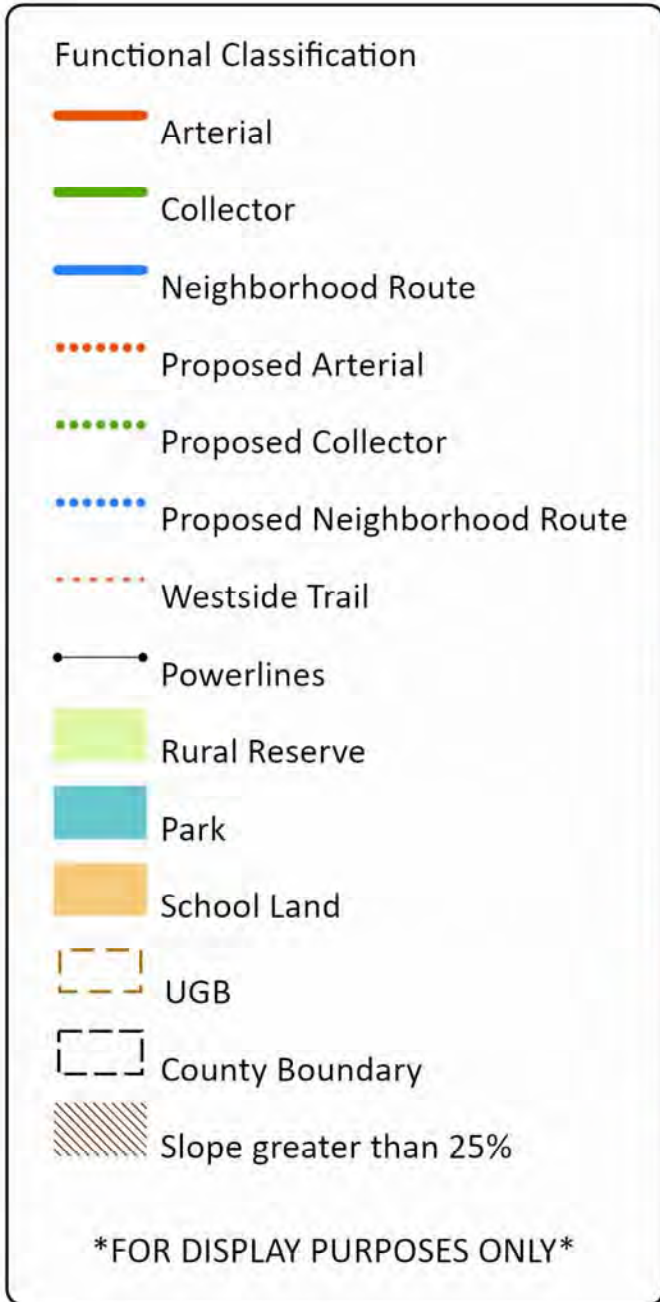 Functional Classification
Arterial
Collector
Neighborhood Route
Proposed Arterial
Proposed Collector
Proposed Neighborhood Route
Westside Trail
Powerlines
Rural Reserve
Park
School Land
UGB
County Boundary
Slope greater than 25%
*FOR DISPLAY PURPOSES ONLY*